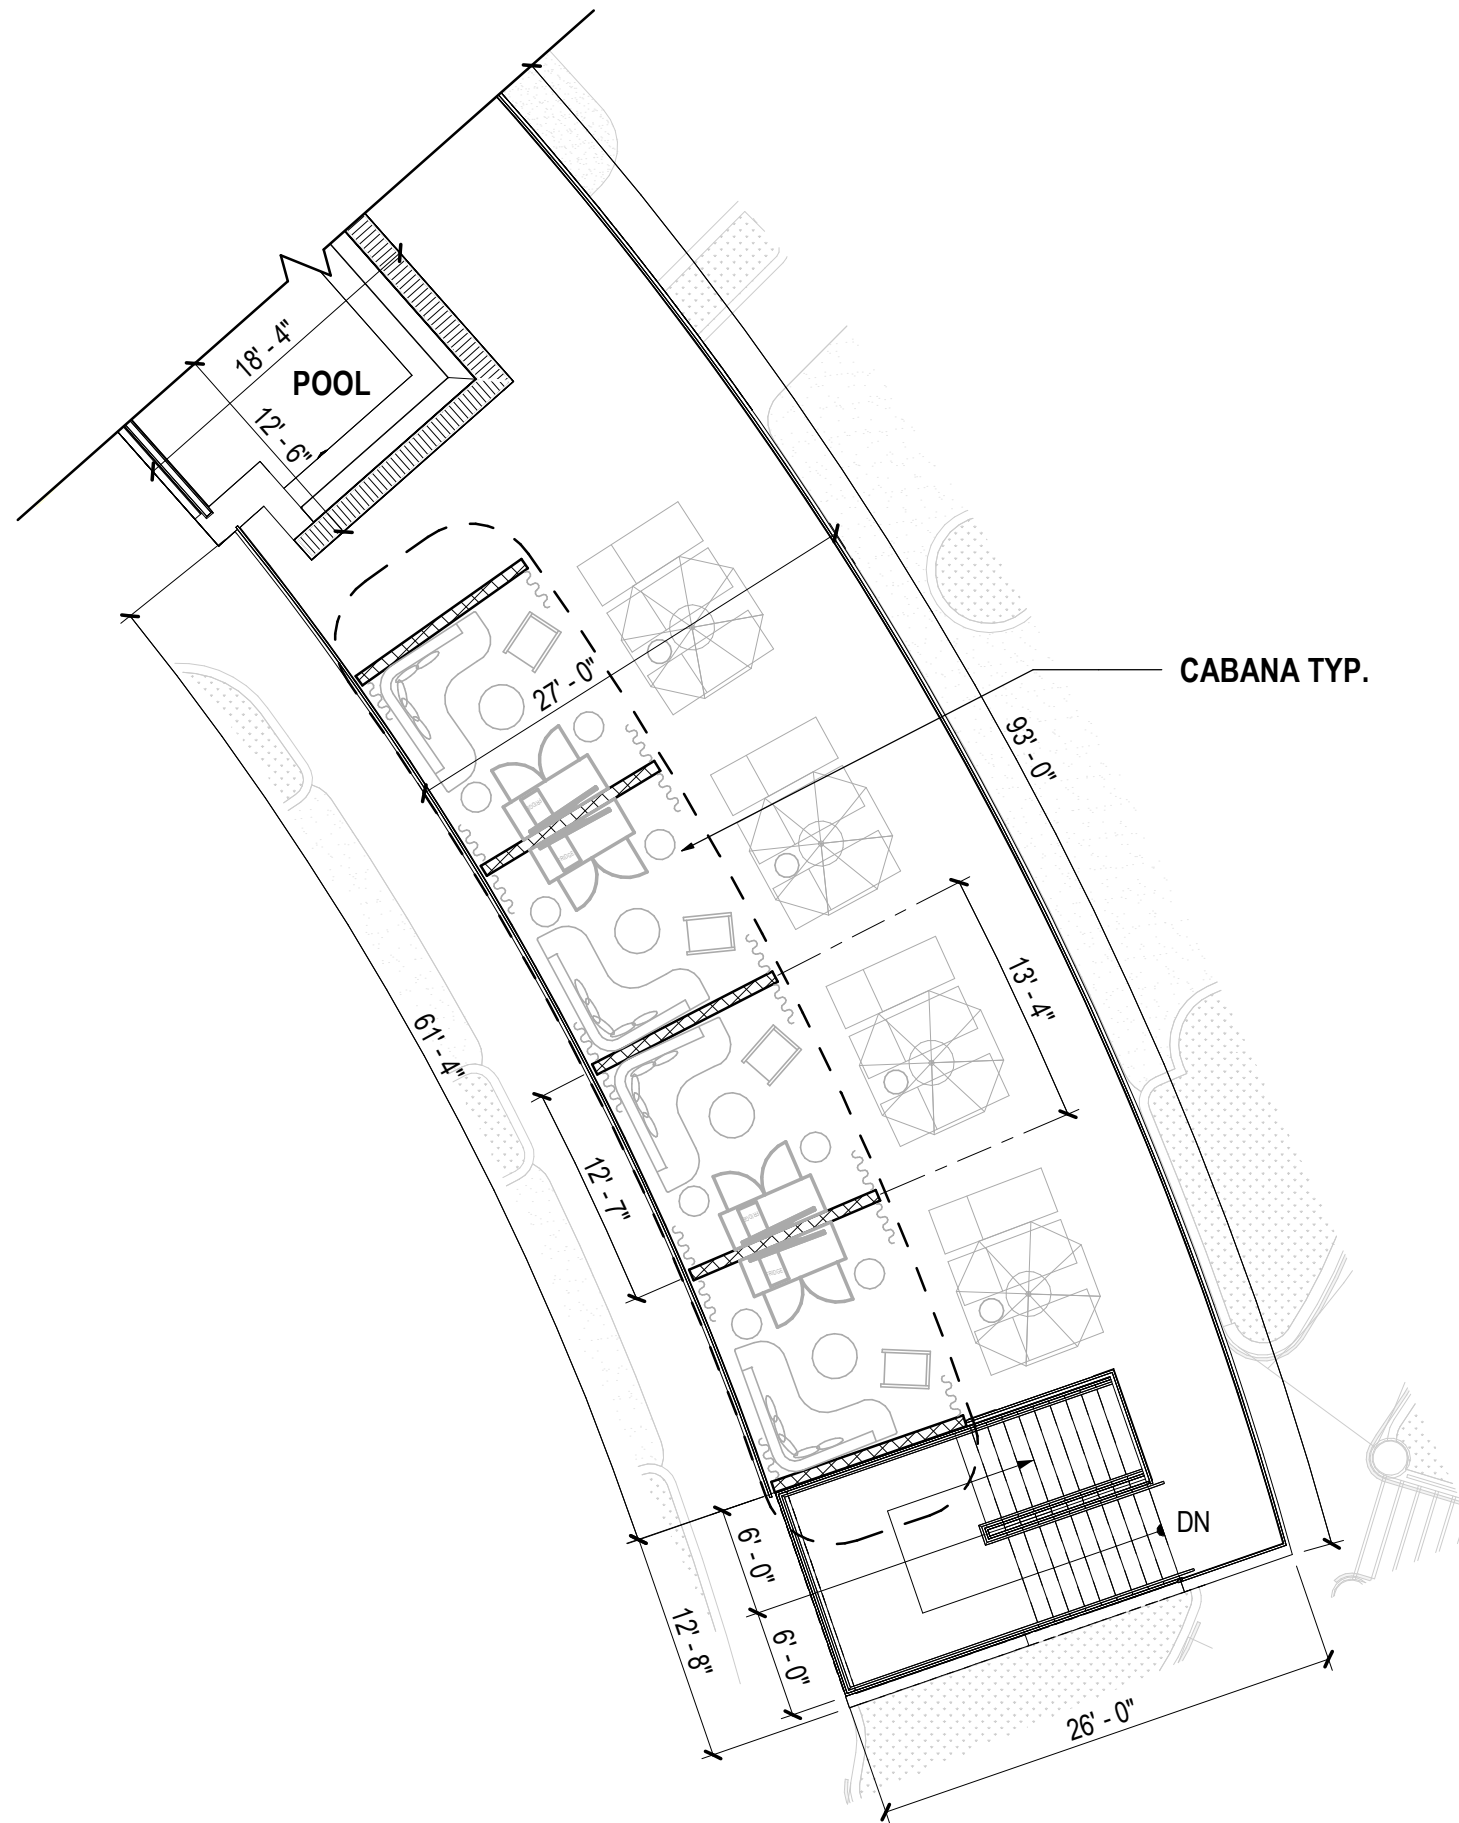 18' - 4"
POOL
12' - 6"
27' - 0"
CABANA TYP.
93' - 0"
13' - 4"
61' - 4"
12' - 7"
DN
6' - 0"
6' - 0"
12' - 8"
26' - 0"